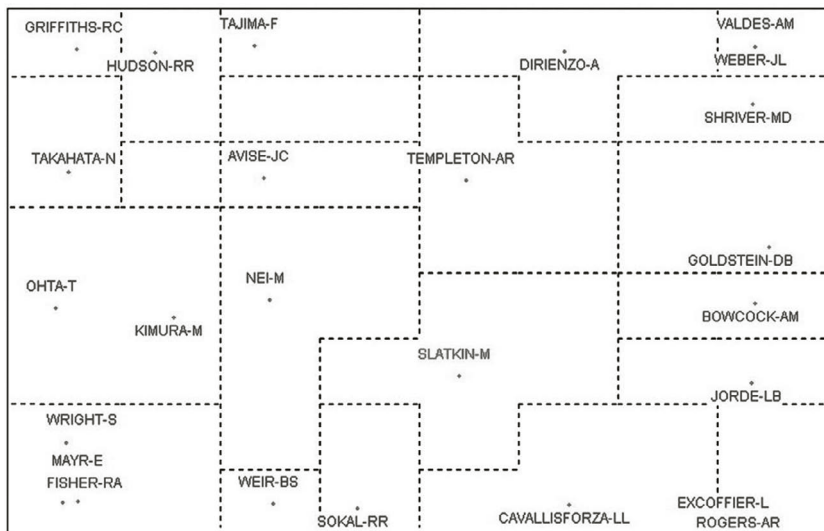 GRIFFITHS-RC
TAJIMA-F
VALDES-AM
HUDSON-RR
DIRIENZO-A
WEBER-JL
SHRIVER-MD
TAKAHATA-N
AVISE-JC
TEMPLETON-AR
GOLDSTEIN-DB
OHTA-T
NEI-M
KIMURA-M
BOWCOCK-AM
SLATKIN-M
JORDE-LB
WRIGHT-S
MAYR-E
FISHER-RA
WEIR-BS
SOKAL-RR
CAVALLISFORZA-LL
EXCOFFIER-L
ROGERS-AR